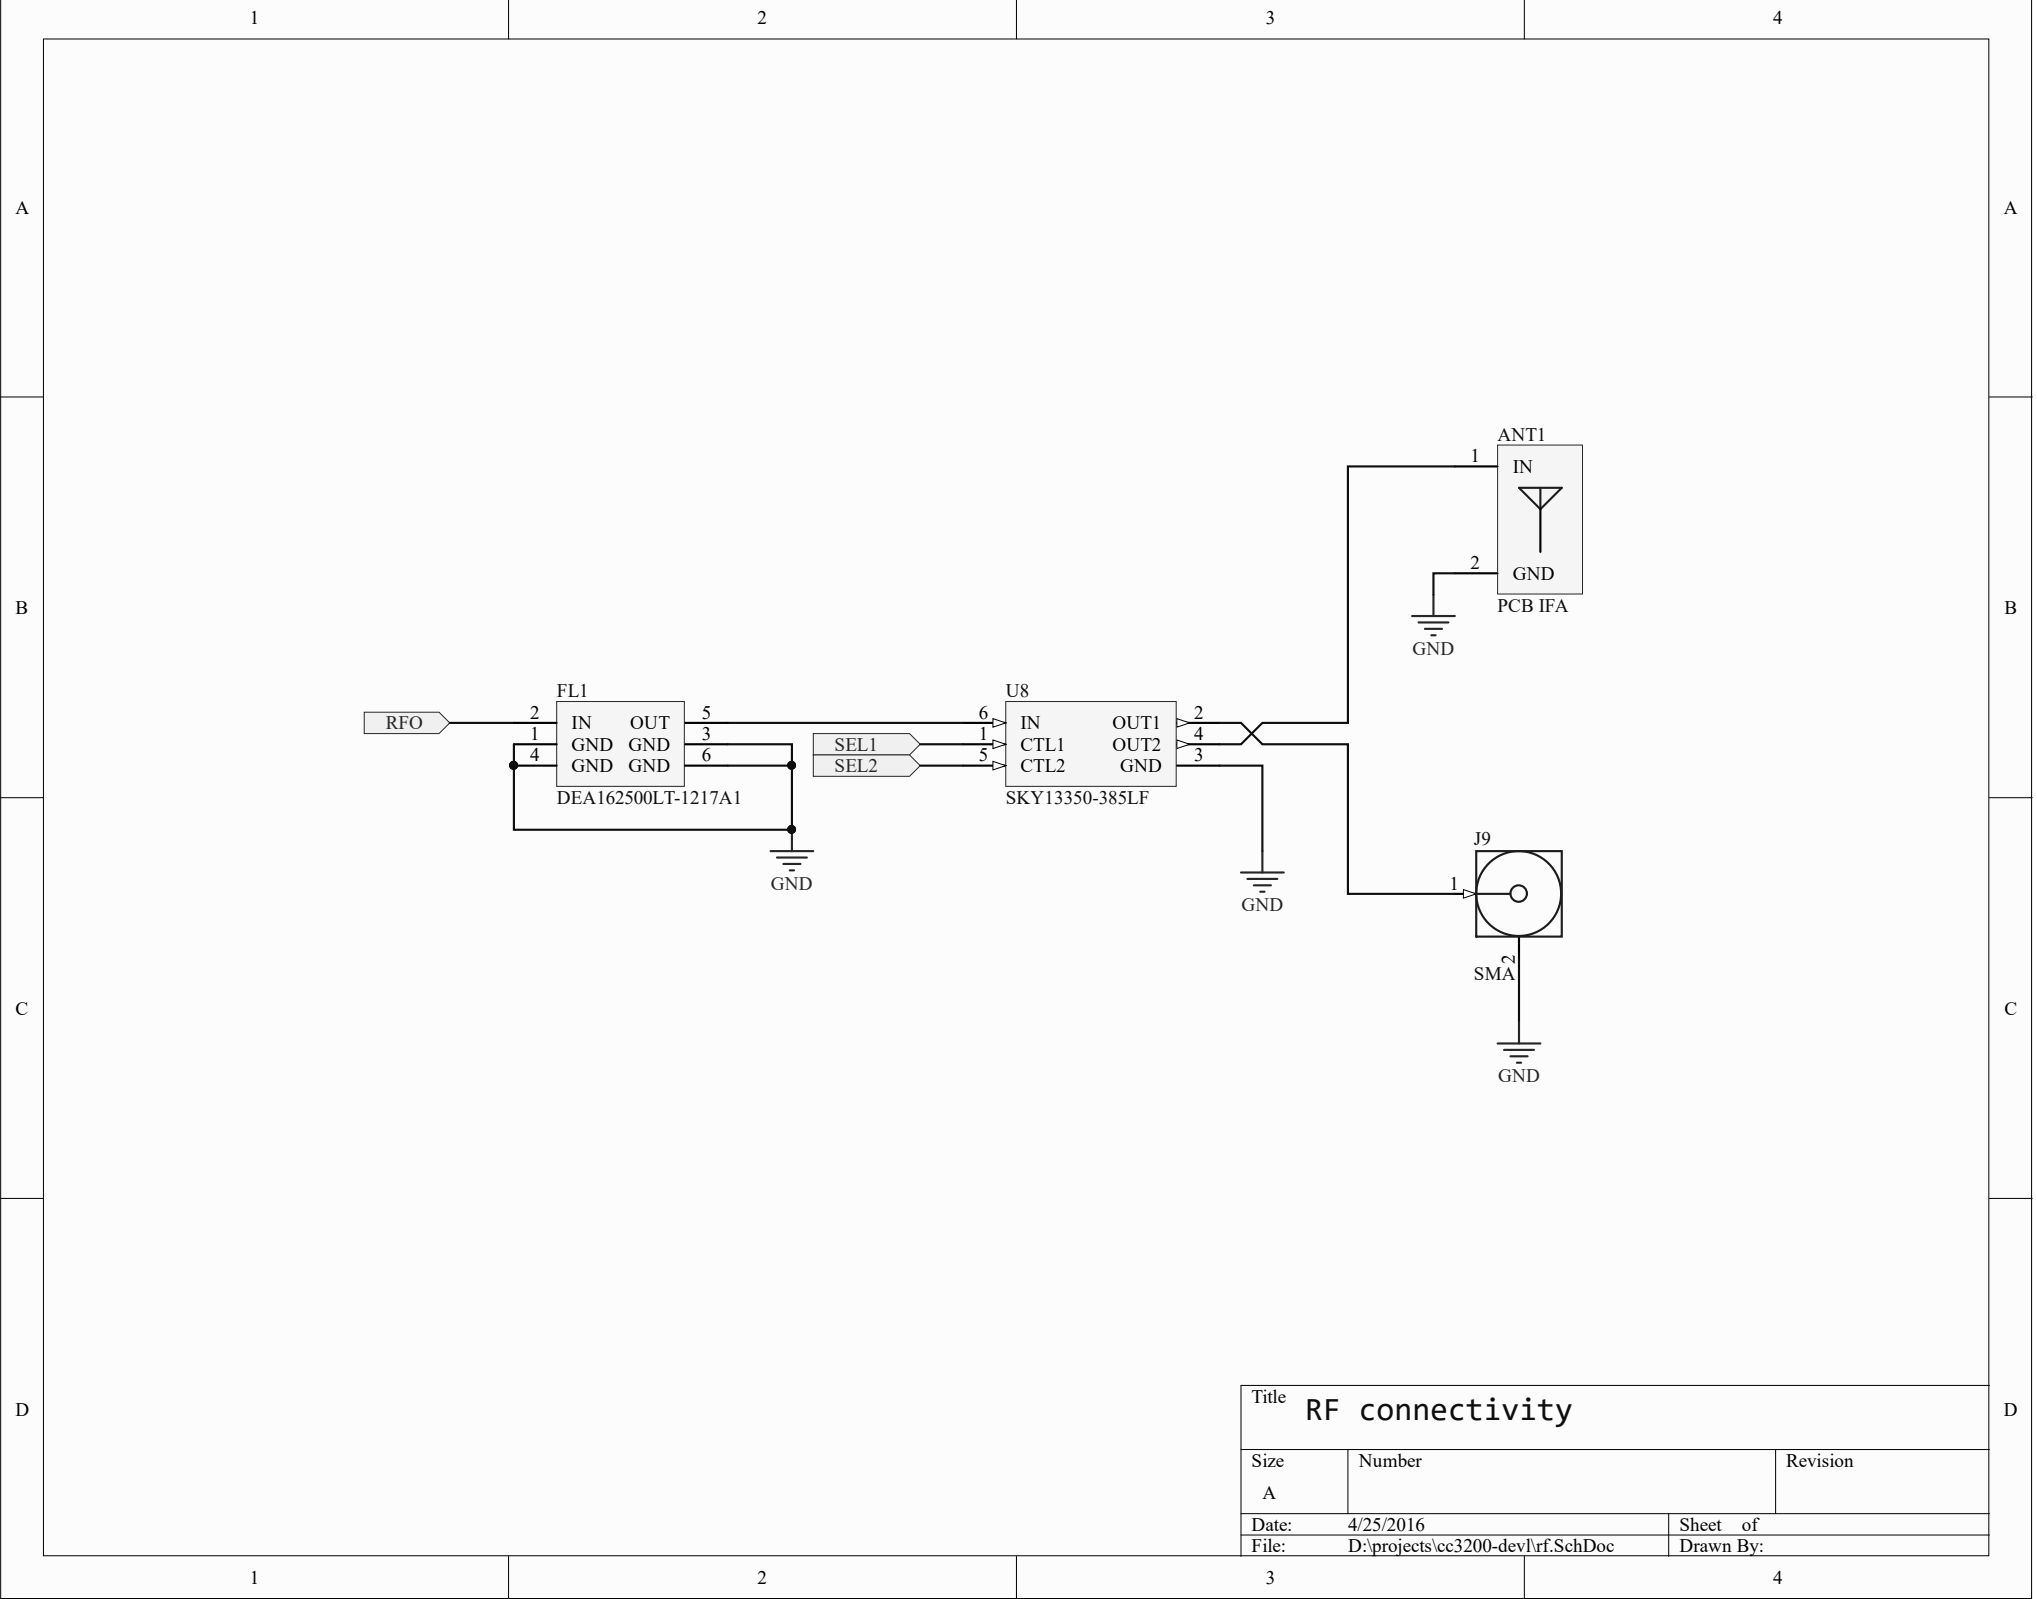 1 2 3 4
A A
ANT1
1 IN
2 GND
PCB IFA
B B
GND
FL1 U8
RFO 2 IN OUT 5 6 IN OUT1 2
1 GND GND 3 SEL1 1 CTL1 OUT2 4
4 GND GND 6 SEL2 5 CTL2 GND 3
DEA162500LT-1217A1 SKY13350-385LF
J9
GND 1
GND
2
SMA
C C
GND
Title RF connectivity
D D
Size Number Revision
A
Date: 4/25/2016 Sheet of
File: D:\projects\cc3200-devl\rf.SchDoc Drawn By:
1 2 3 4